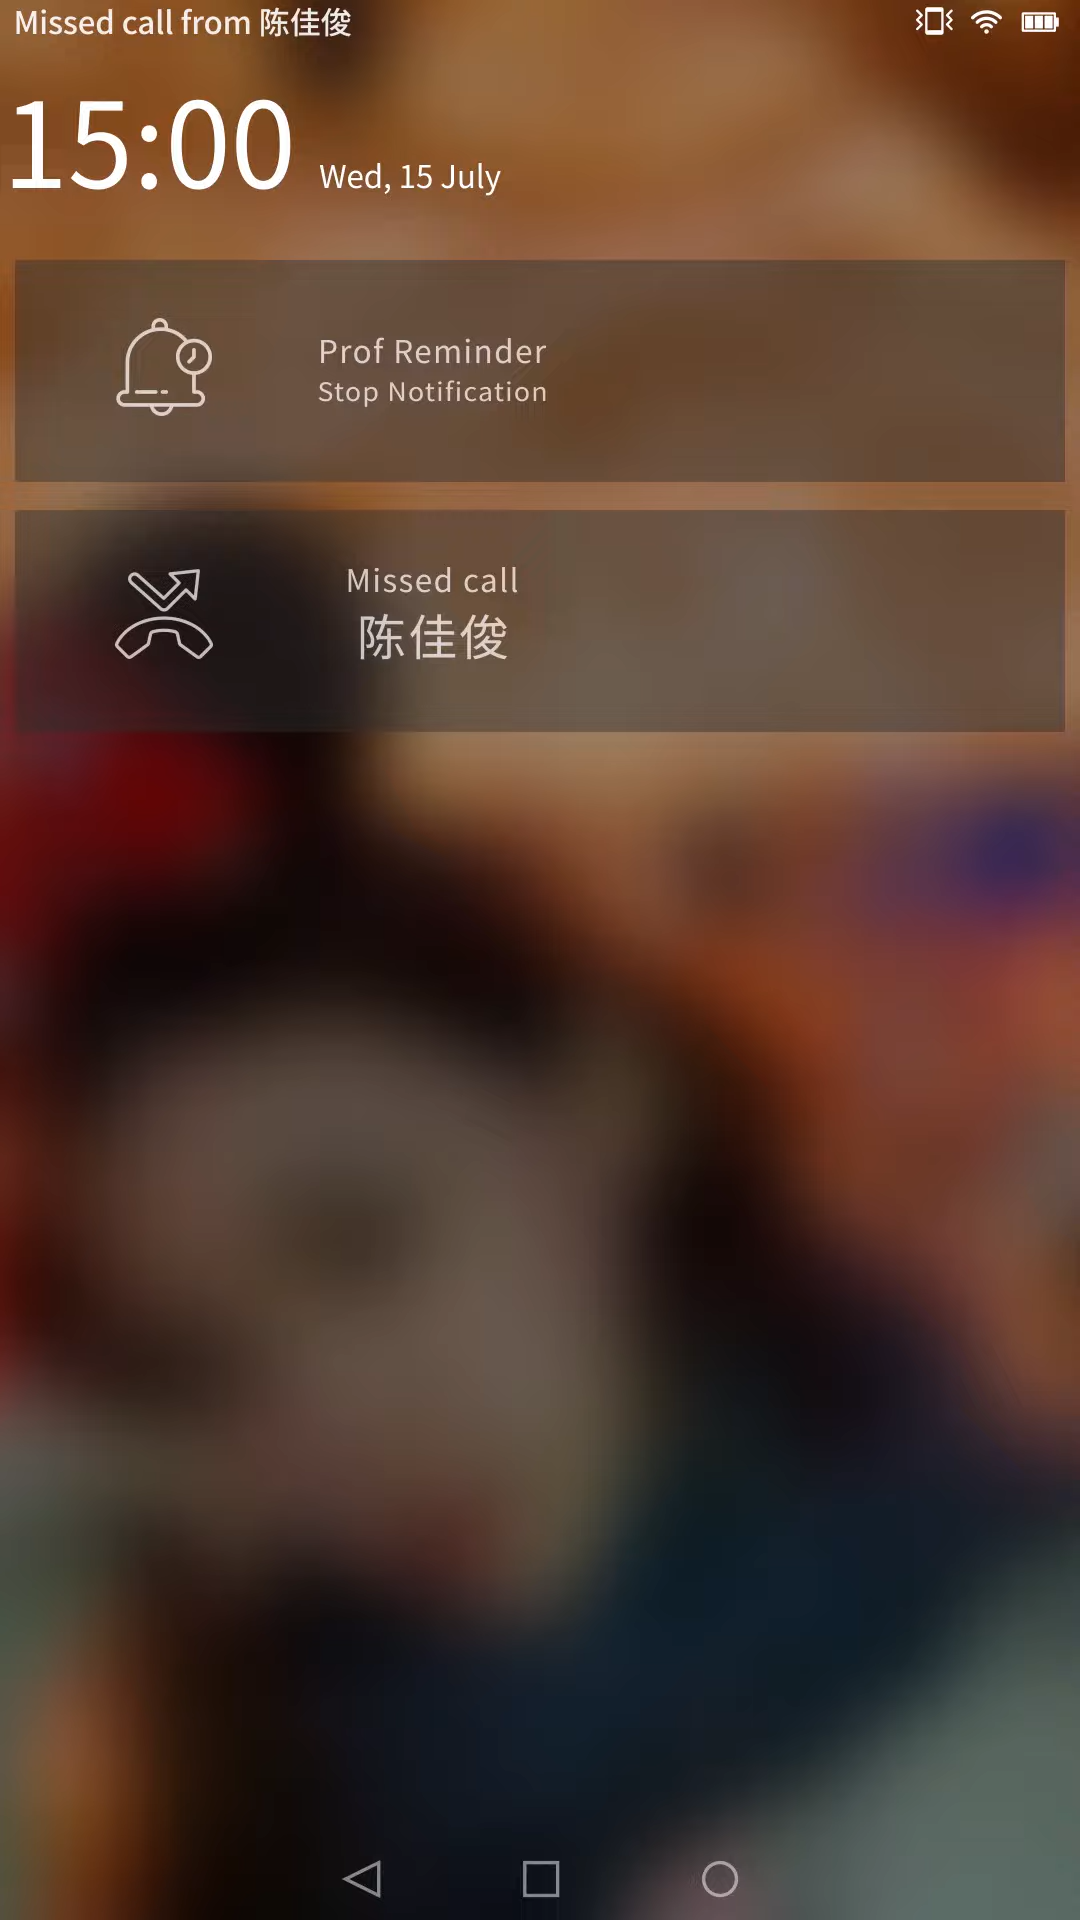 Missed call from 陈佳俊
15:00 Wed, 15 July
Prof Reminder
Stop Notification
Missed call
陈佳俊